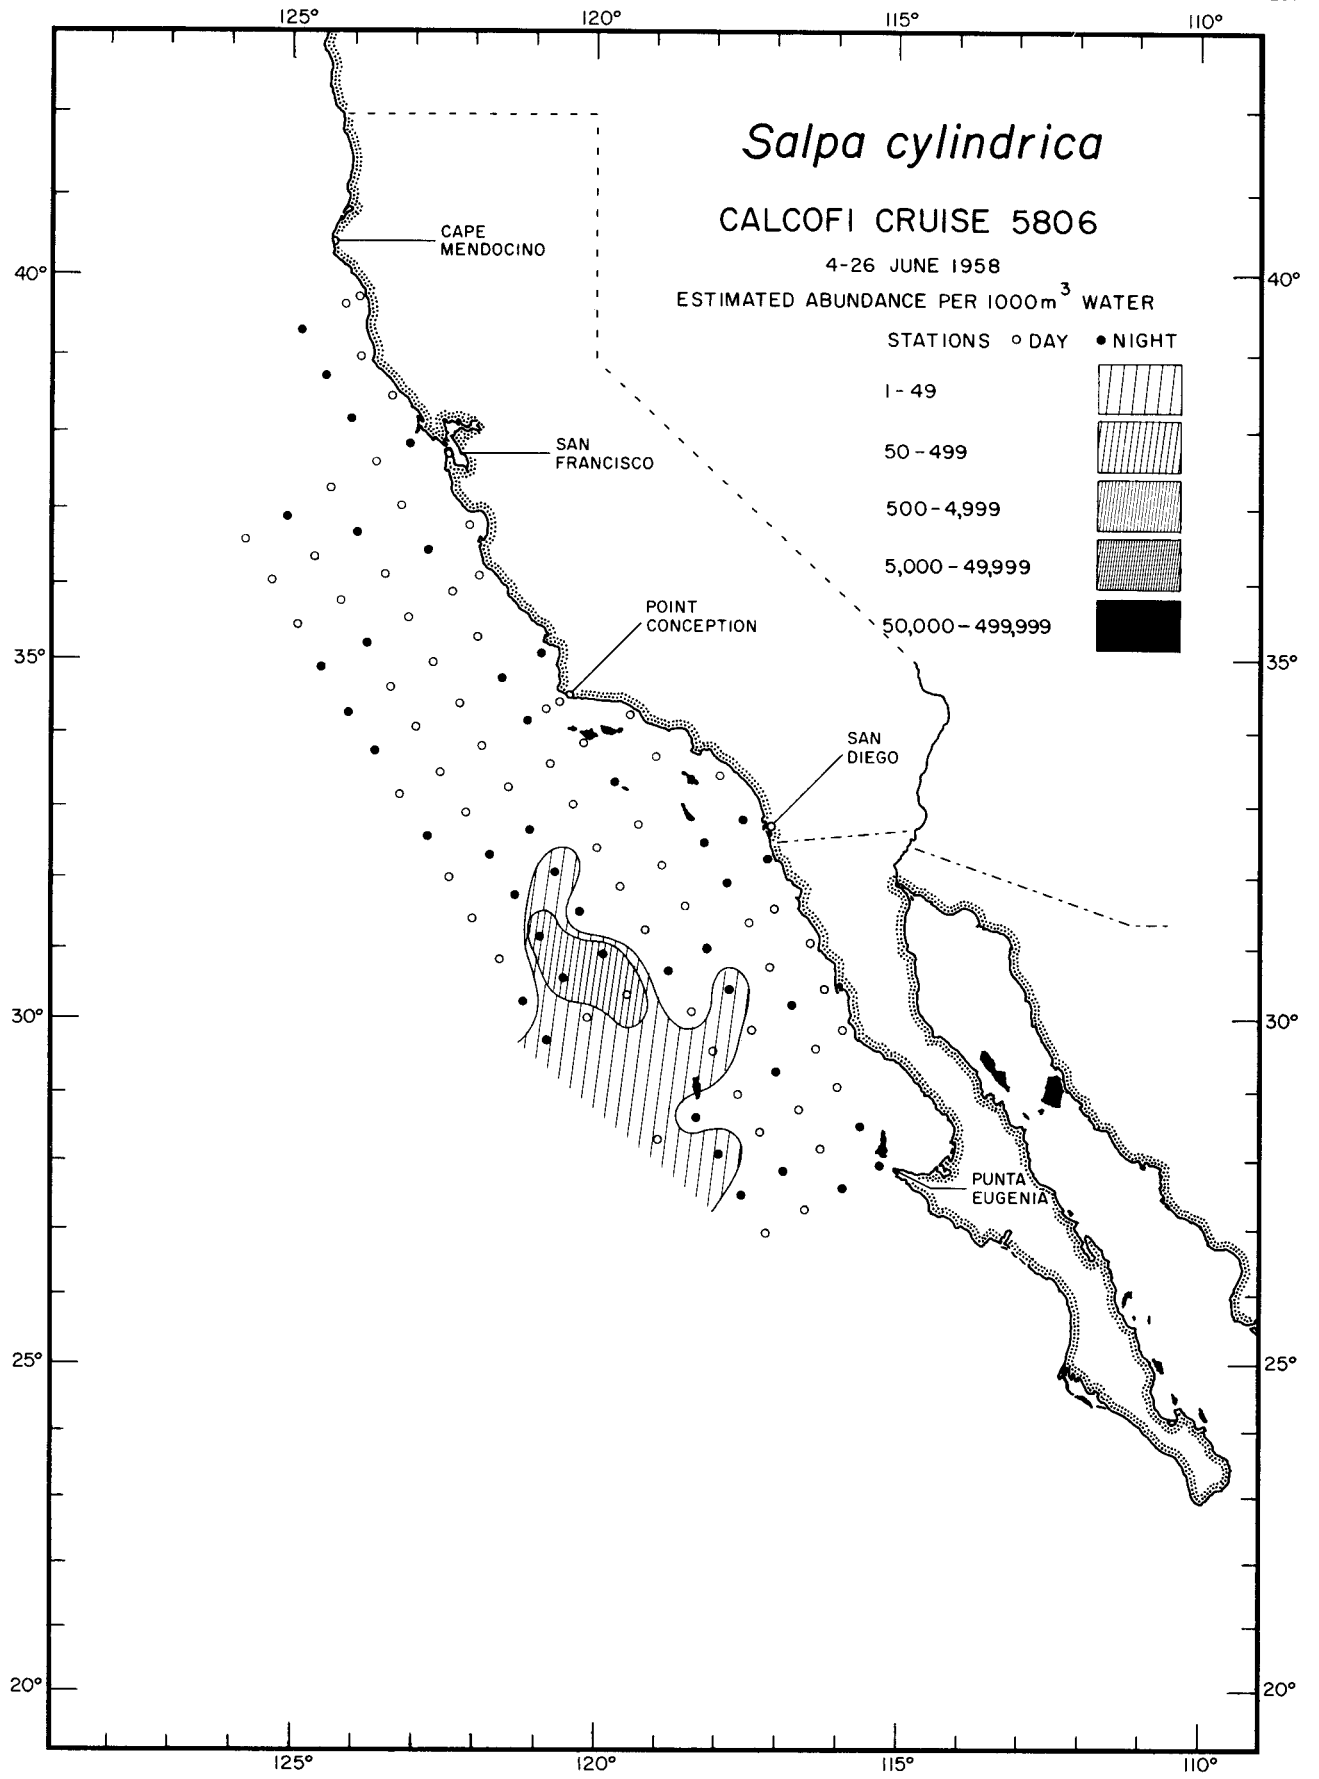 125° 120° 115° 110°
Salpa cylindrica
CALCOFI CRUISE 5806
4-26 JUNE 1958
ESTIMATED ABUNDANCE PER 1000m³ WATER
STATIONS ○ DAY ● NIGHT
1-49
50-499
500-4,999
5,000-49,999
50,000-499,999
CAPE
MENDOCINO
40° 40°
SAN
FRANCISCO
POINT
CONCEPTION
35° 35°
SAN
DIEGO
30° 30°
PUNTA
EUGENIA
25° 25°
20° 20°
125° 120° 115° 110°